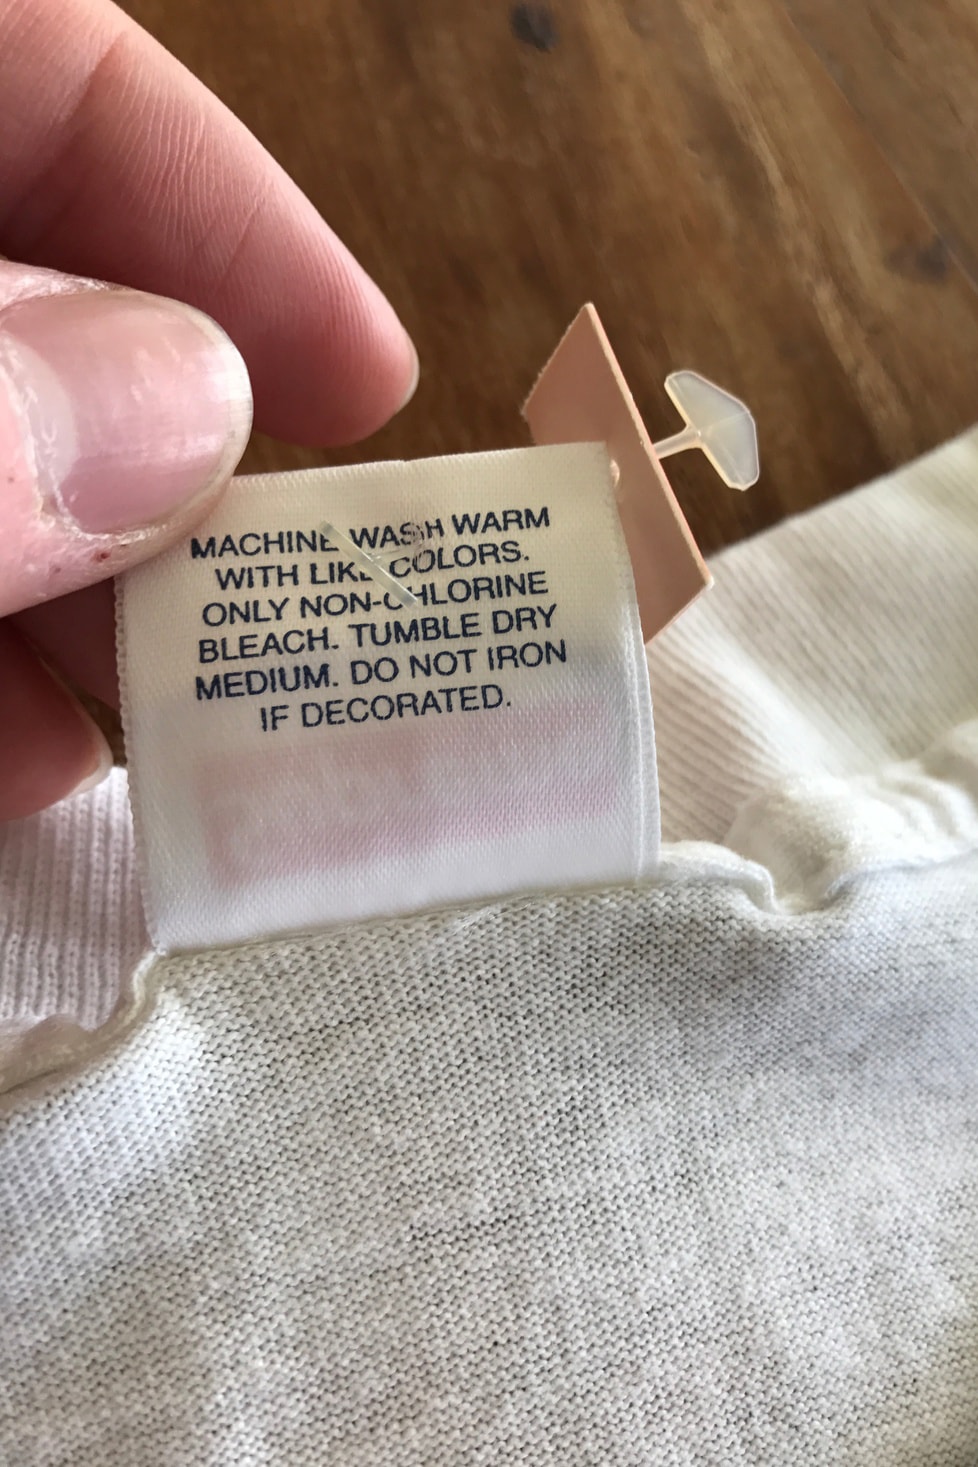 MACHINE WASH WARM
WITH LIKE COLORS.
ONLY NON-CHLORINE
BLEACH. TUMBLE DRY
MEDIUM. DO NOT IRON
IF DECORATED.